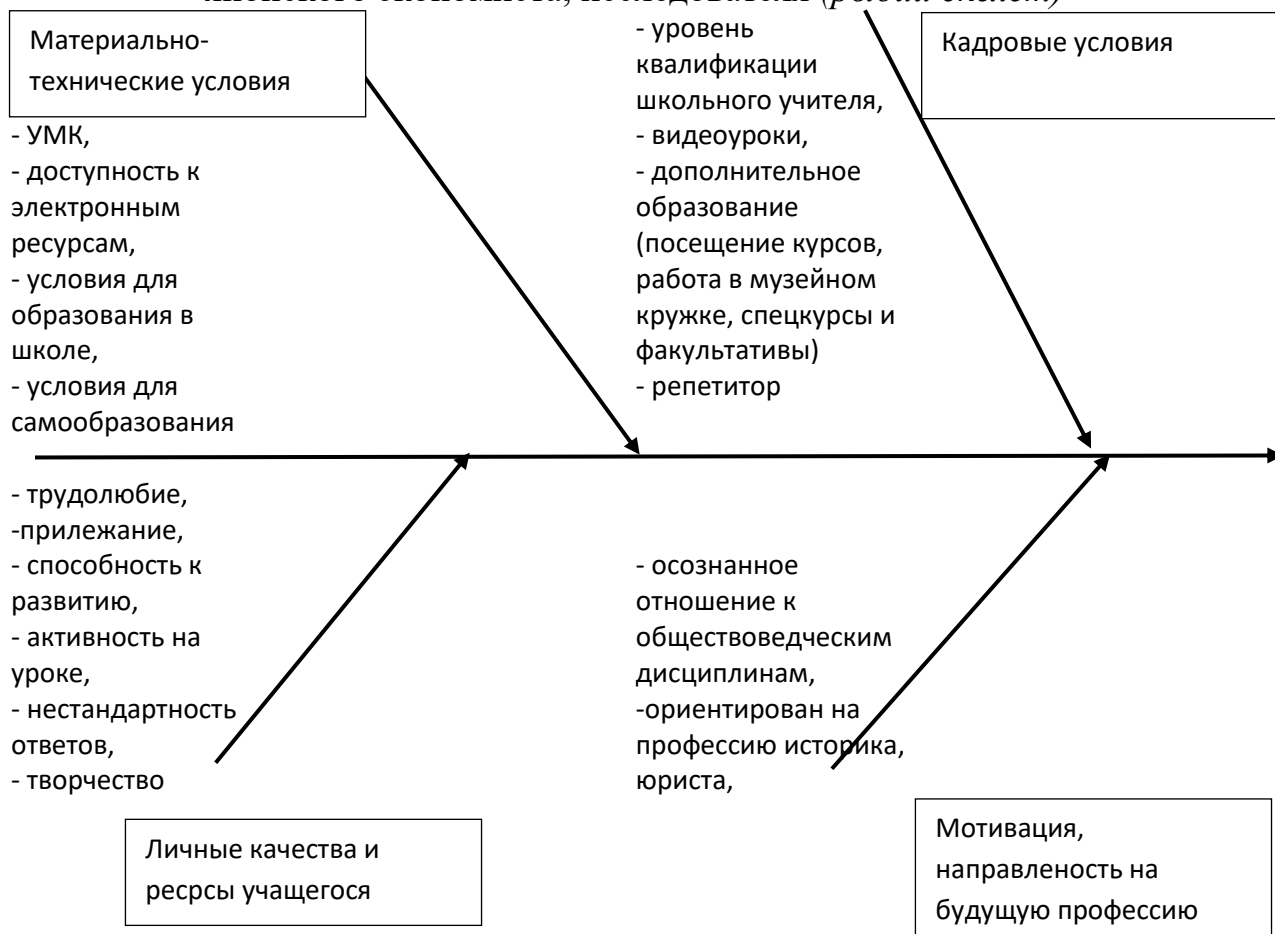 Материально-
технические условия
- УМК,
- доступность к
электронным
ресурсам,
- условия для
образования в
школе,
- условия для
самообразования
- уровень
квалификации
школьного учителя,
- видеоуроки,
- дополнительное
образование
(посещение курсов,
работа в музейном
кружке, спецкурсы и
факультативы)
- репетитор
Кадровые условия
- трудолюбие,
-прилежание,
- способность к
развитию,
- активность на
уроке,
- нестандартность
ответов,
- творчество
- осознанное
отношение к
обществоведческим
дисциплинам,
-ориентирован на
профессию историка,
юриста,
Личные качества и
ресрсы учащегося
Мотивация,
направленость на
будущую профессию